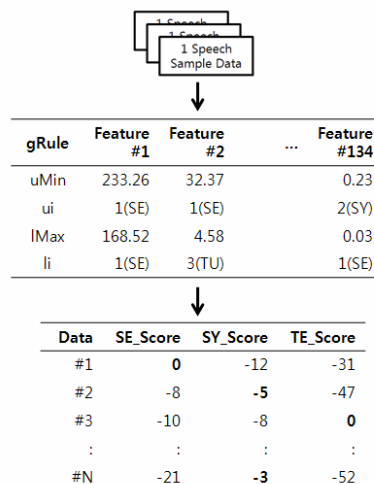 1 Speech
1 Speech
1 Speech
Sample Data
gRule Feature #1 Feature #2 ... Feature #134
uMin 233.26 32.37 0.23
ui 1(SE) 1(SE) 2(SY)
lMax 168.52 4.58 0.03
li 1(SE) 3(TU) 1(SE)
Data SE_Score SY_Score TE_Score
#1 0 -12 -31
#2 -8 -5 -47
#3 -10 -8 0
: : : :
#N -21 -3 -52